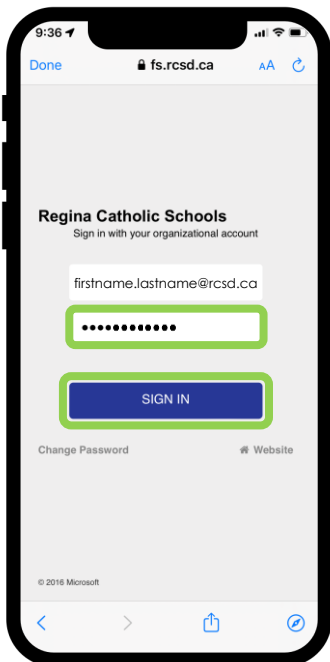 9:36
Done fs.rcsd.ca AA
Regina Catholic Schools
Sign in with your organizational account
firstname.lastname@rcsd.ca
••••••••••••
SIGN IN
Change Password Website
© 2016 Microsoft